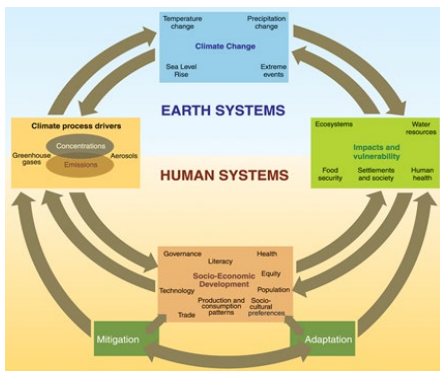 Temperature
change
Precipitation
change
Climate Change
Sea Level
Rise
Extreme
events
EARTH SYSTEMS
Climate process drivers
Concentrations
Greenhouse
gases
Aerosols
Emissions
Ecosystems
Water
resources
Impacts and
vulnerability
Food
security
Settlements
and society
Human
health
HUMAN SYSTEMS
Governance
Literacy
Health
Socio-Economic
Development
Equity
Technology
Population
Production and
consumption
patterns
Socio-
cultural
preferences
Trade
Mitigation
Adaptation